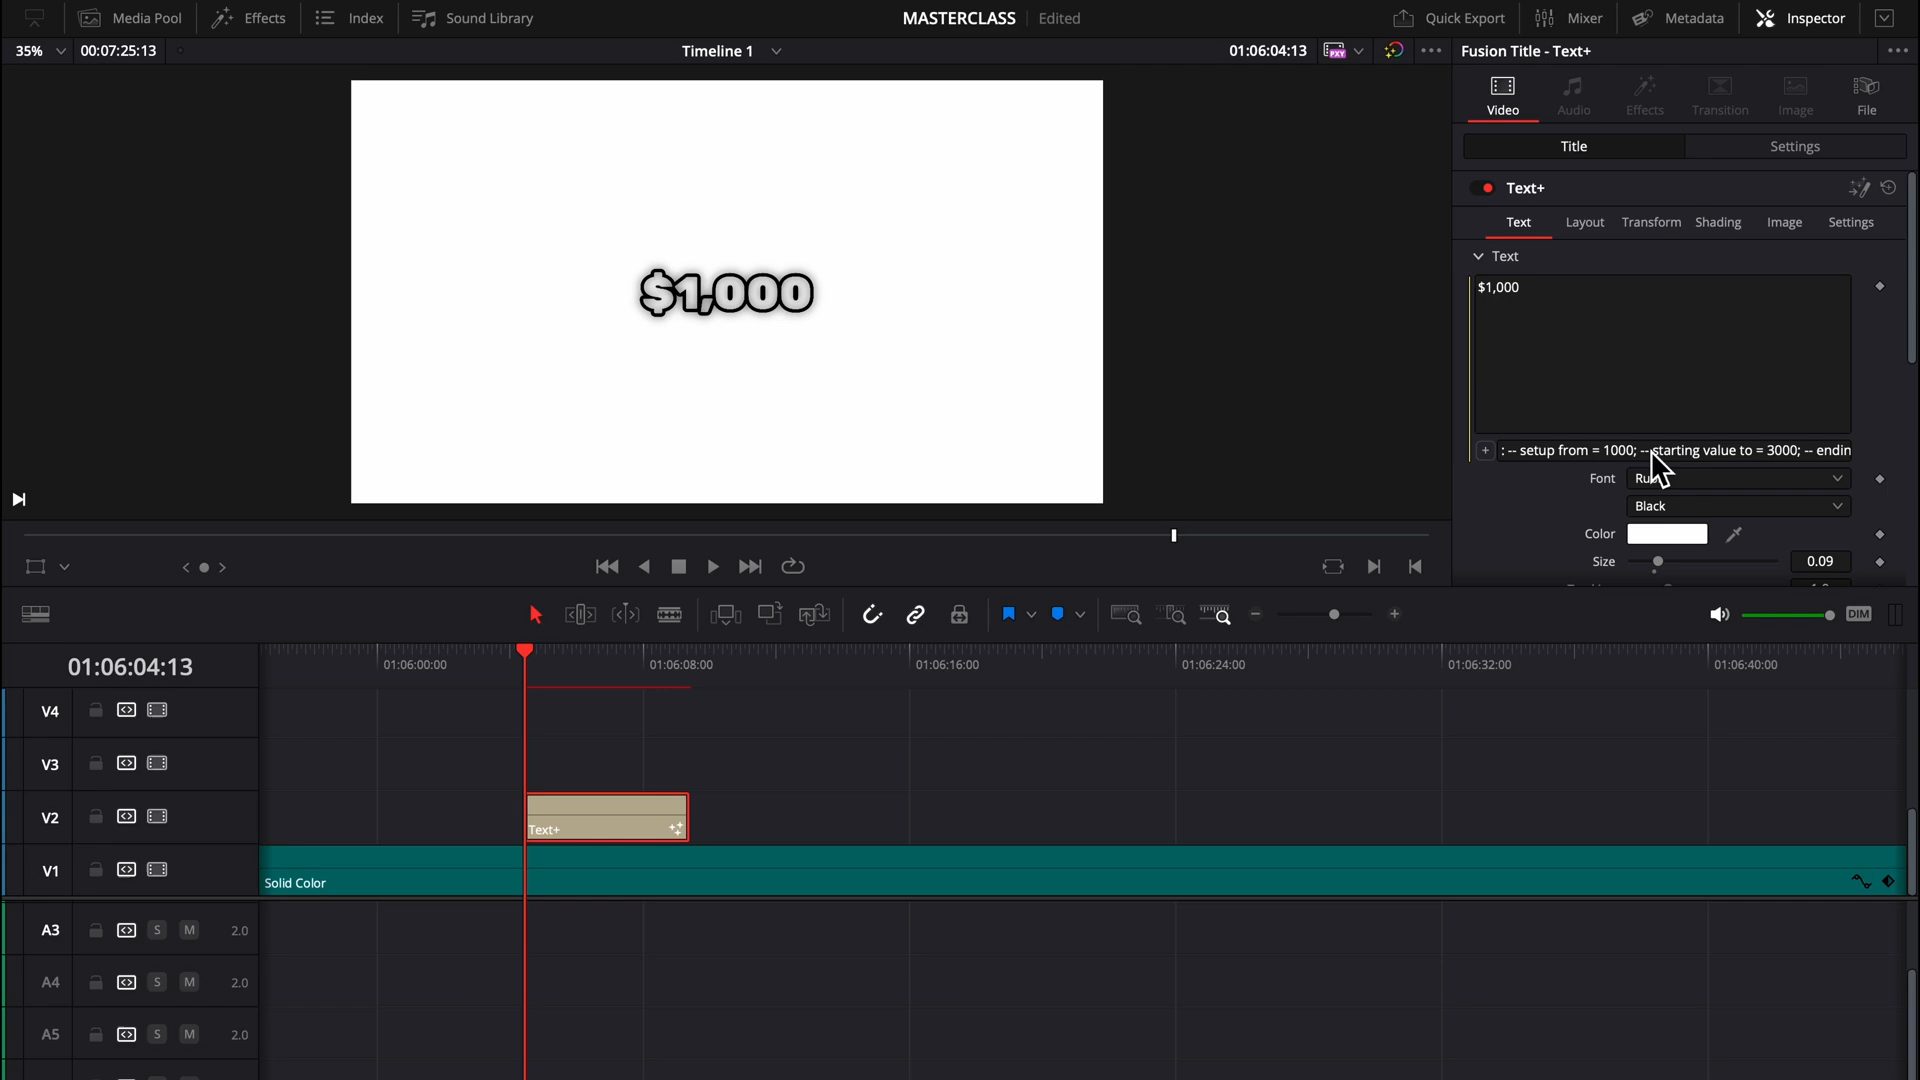 Media Pool Effects Index Sound Library MASTERCLASS Edited Quick Export Mixer Metadata Inspector
35% 00:07:25:13 Timeline 1 01:06:04:13 PXY Fusion Title - Text+
Video Audio Effects Transition Image File
Title Settings
Text+
Text Layout Transform Shading Image Settings
Text
$1,000
$1,000
: -- setup from = 1000; -- starting value to = 3000; -- endin
Font
Black
Color
Size 0.09
DIM
01:06:04:13 01:06:00:00 01:06:08:00 01:06:16:00 01:06:24:00 01:06:32:00 01:06:40:00
V4
V3
V2
Text+
V1
Solid Color
A3 S M 2.0
A4 S M 2.0
A5 S M 2.0